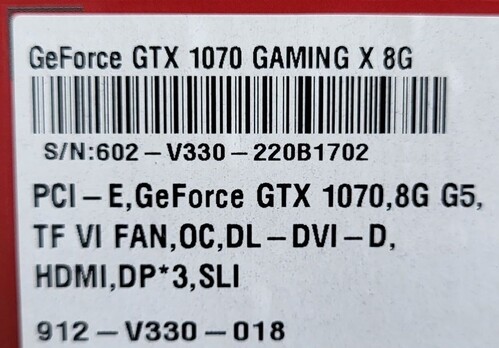 GeForce GTX 1070 GAMING X 8G
S/N:602-V330-220B1702
PCI-E,GeForce GTX 1070,8G G5,
TF VI FAN,OC,DL-DVI-D,
HDMI,DP*3,SLI
912-V330-018